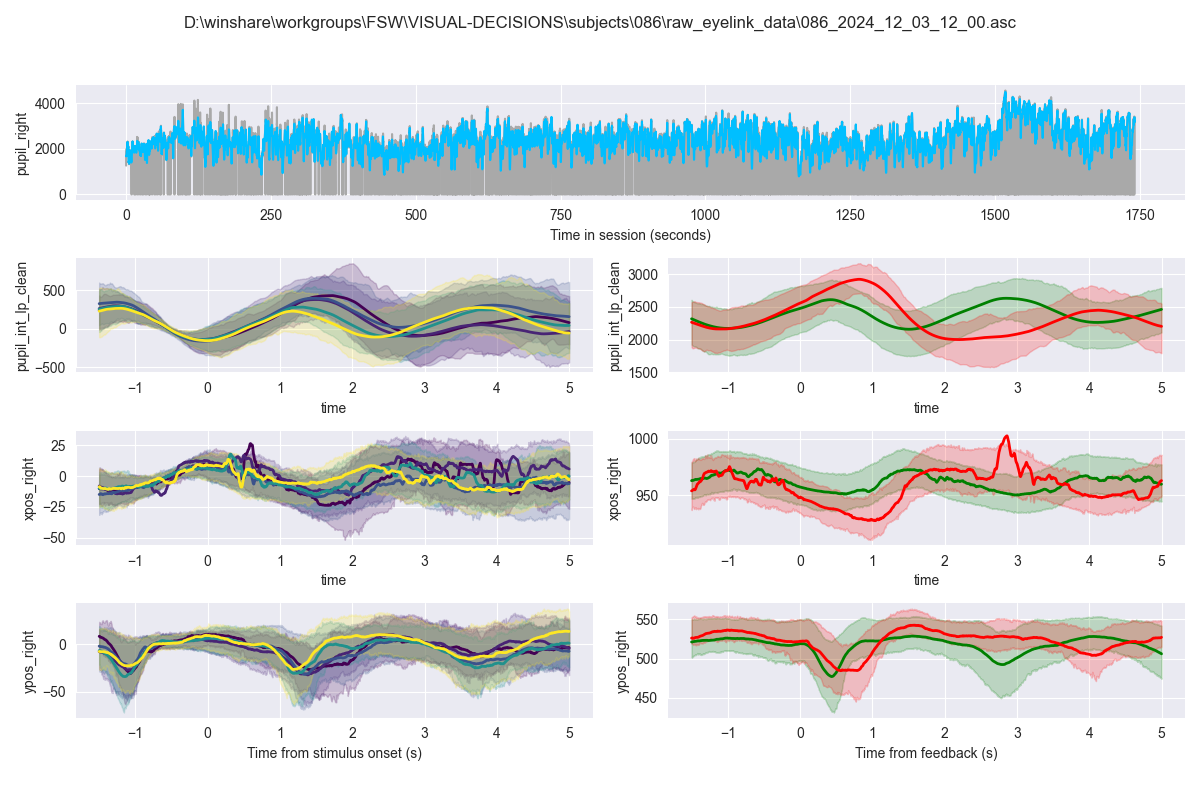 D:\winshare\workgroups\FSW\VISUAL-DECISIONS\subjects\086\raw_eyelink_data\086_2024_12_03_12_00.asc
pupil_right
4000
2000
0
0 250 500 750 1000 1250 1500 1750
Time in session (seconds)
pupil_int_lp_clean
500
0
−500
−1 0 1 2 3 4 5
time
pupil_int_lp_clean
3000
2500
2000
1500
−1 0 1 2 3 4 5
time
xpos_right
25
0
−25
−50
−1 0 1 2 3 4 5
time
xpos_right
1000
950
−1 0 1 2 3 4 5
time
ypos_right
0
−50
−1 0 1 2 3 4 5
Time from stimulus onset (s)
ypos_right
550
500
450
−1 0 1 2 3 4 5
Time from feedback (s)